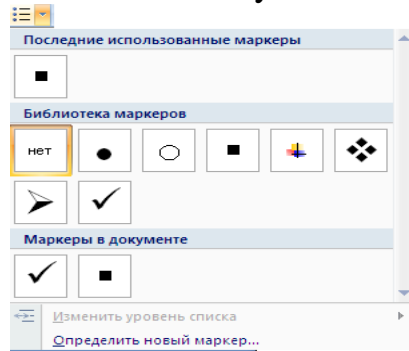 Последние использованные маркеры
Библиотека маркеров
нет
Маркеры в документе
Изменить уровень списка
Определить новый маркер...